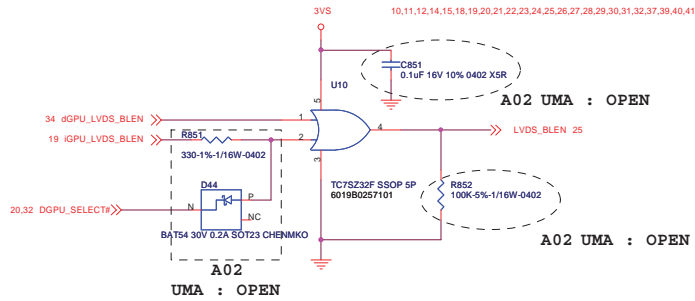 3VS
10,11,12,14,15,18,19,20,21,22,23,24,25,26,27,28,29,30,31,32,37,39,40,41
C851
0.1uF 16V 10% 0402 X5R
A02 UMA : OPEN
U10
5
34 dGPU_LVDS_BLEN
1
4
LVDS_BLEN 25
19 iGPU_LVDS_BLEN
R851
2
330-1%-1/16W-0402
3
D44
P
N
NC
20,32 DGPU_SELECT#
BAT54 30V 0.2A SOT23 CHENMKO
TC7SZ32F SSOP 5P
6019B0257101
R852
100K-5%-1/16W-0402
A02 UMA : OPEN
A02
UMA : OPEN